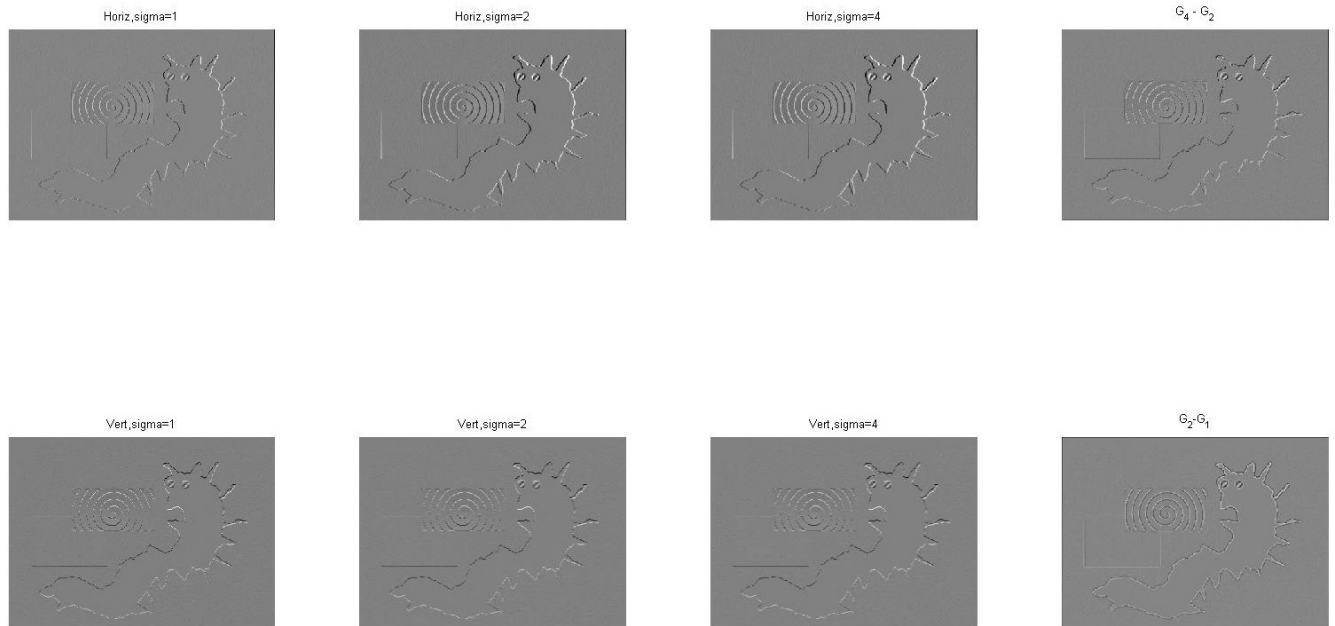 Horiz,sigma=1
Horiz,sigma=2
Horiz,sigma=4
G₄ - G₂
Vert,sigma=1
Vert,sigma=2
Vert,sigma=4
G₂-G₁